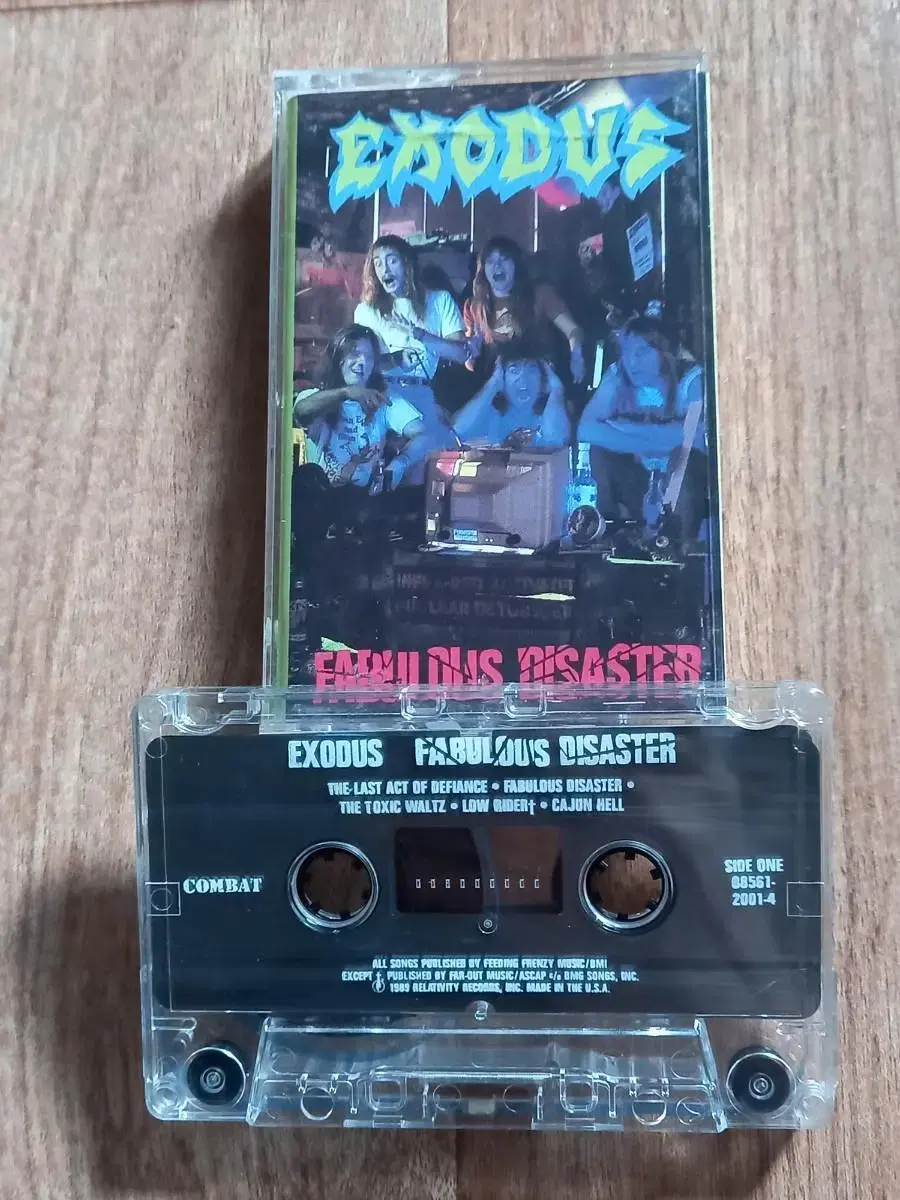 EXODUS
FABULOUS DISASTER
EXODUS FABULOUS DISASTER
THE LAST ACT OF DEFIANCE • FABULOUS DISASTER •
THE TOXIC WALTZ • LOW RIDER† • CAJUN HELL
COMBAT
SIDE ONE
88561-
2001-4
ALL SONGS PUBLISHED BY FEEDING FRENZY MUSIC/BMI
EXCEPT † PUBLISHED BY FAR-OUT MUSIC/ASCAP c/o BMG SONGS, INC.
℗ 1989 RELATIVITY RECORDS, INC. MADE IN THE U.S.A.